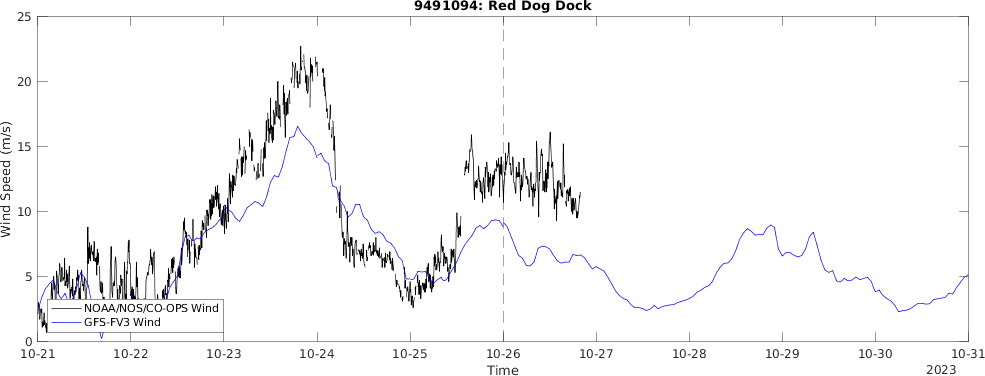 9491094: Red Dog Dock
Wind Speed (m/s)
25
20
15
10
5
0
NOAA/NOS/CO-OPS Wind
GFS-FV3 Wind
10-21 10-22 10-23 10-24 10-25 10-26 10-27 10-28 10-29 10-30 10-31
Time
2023